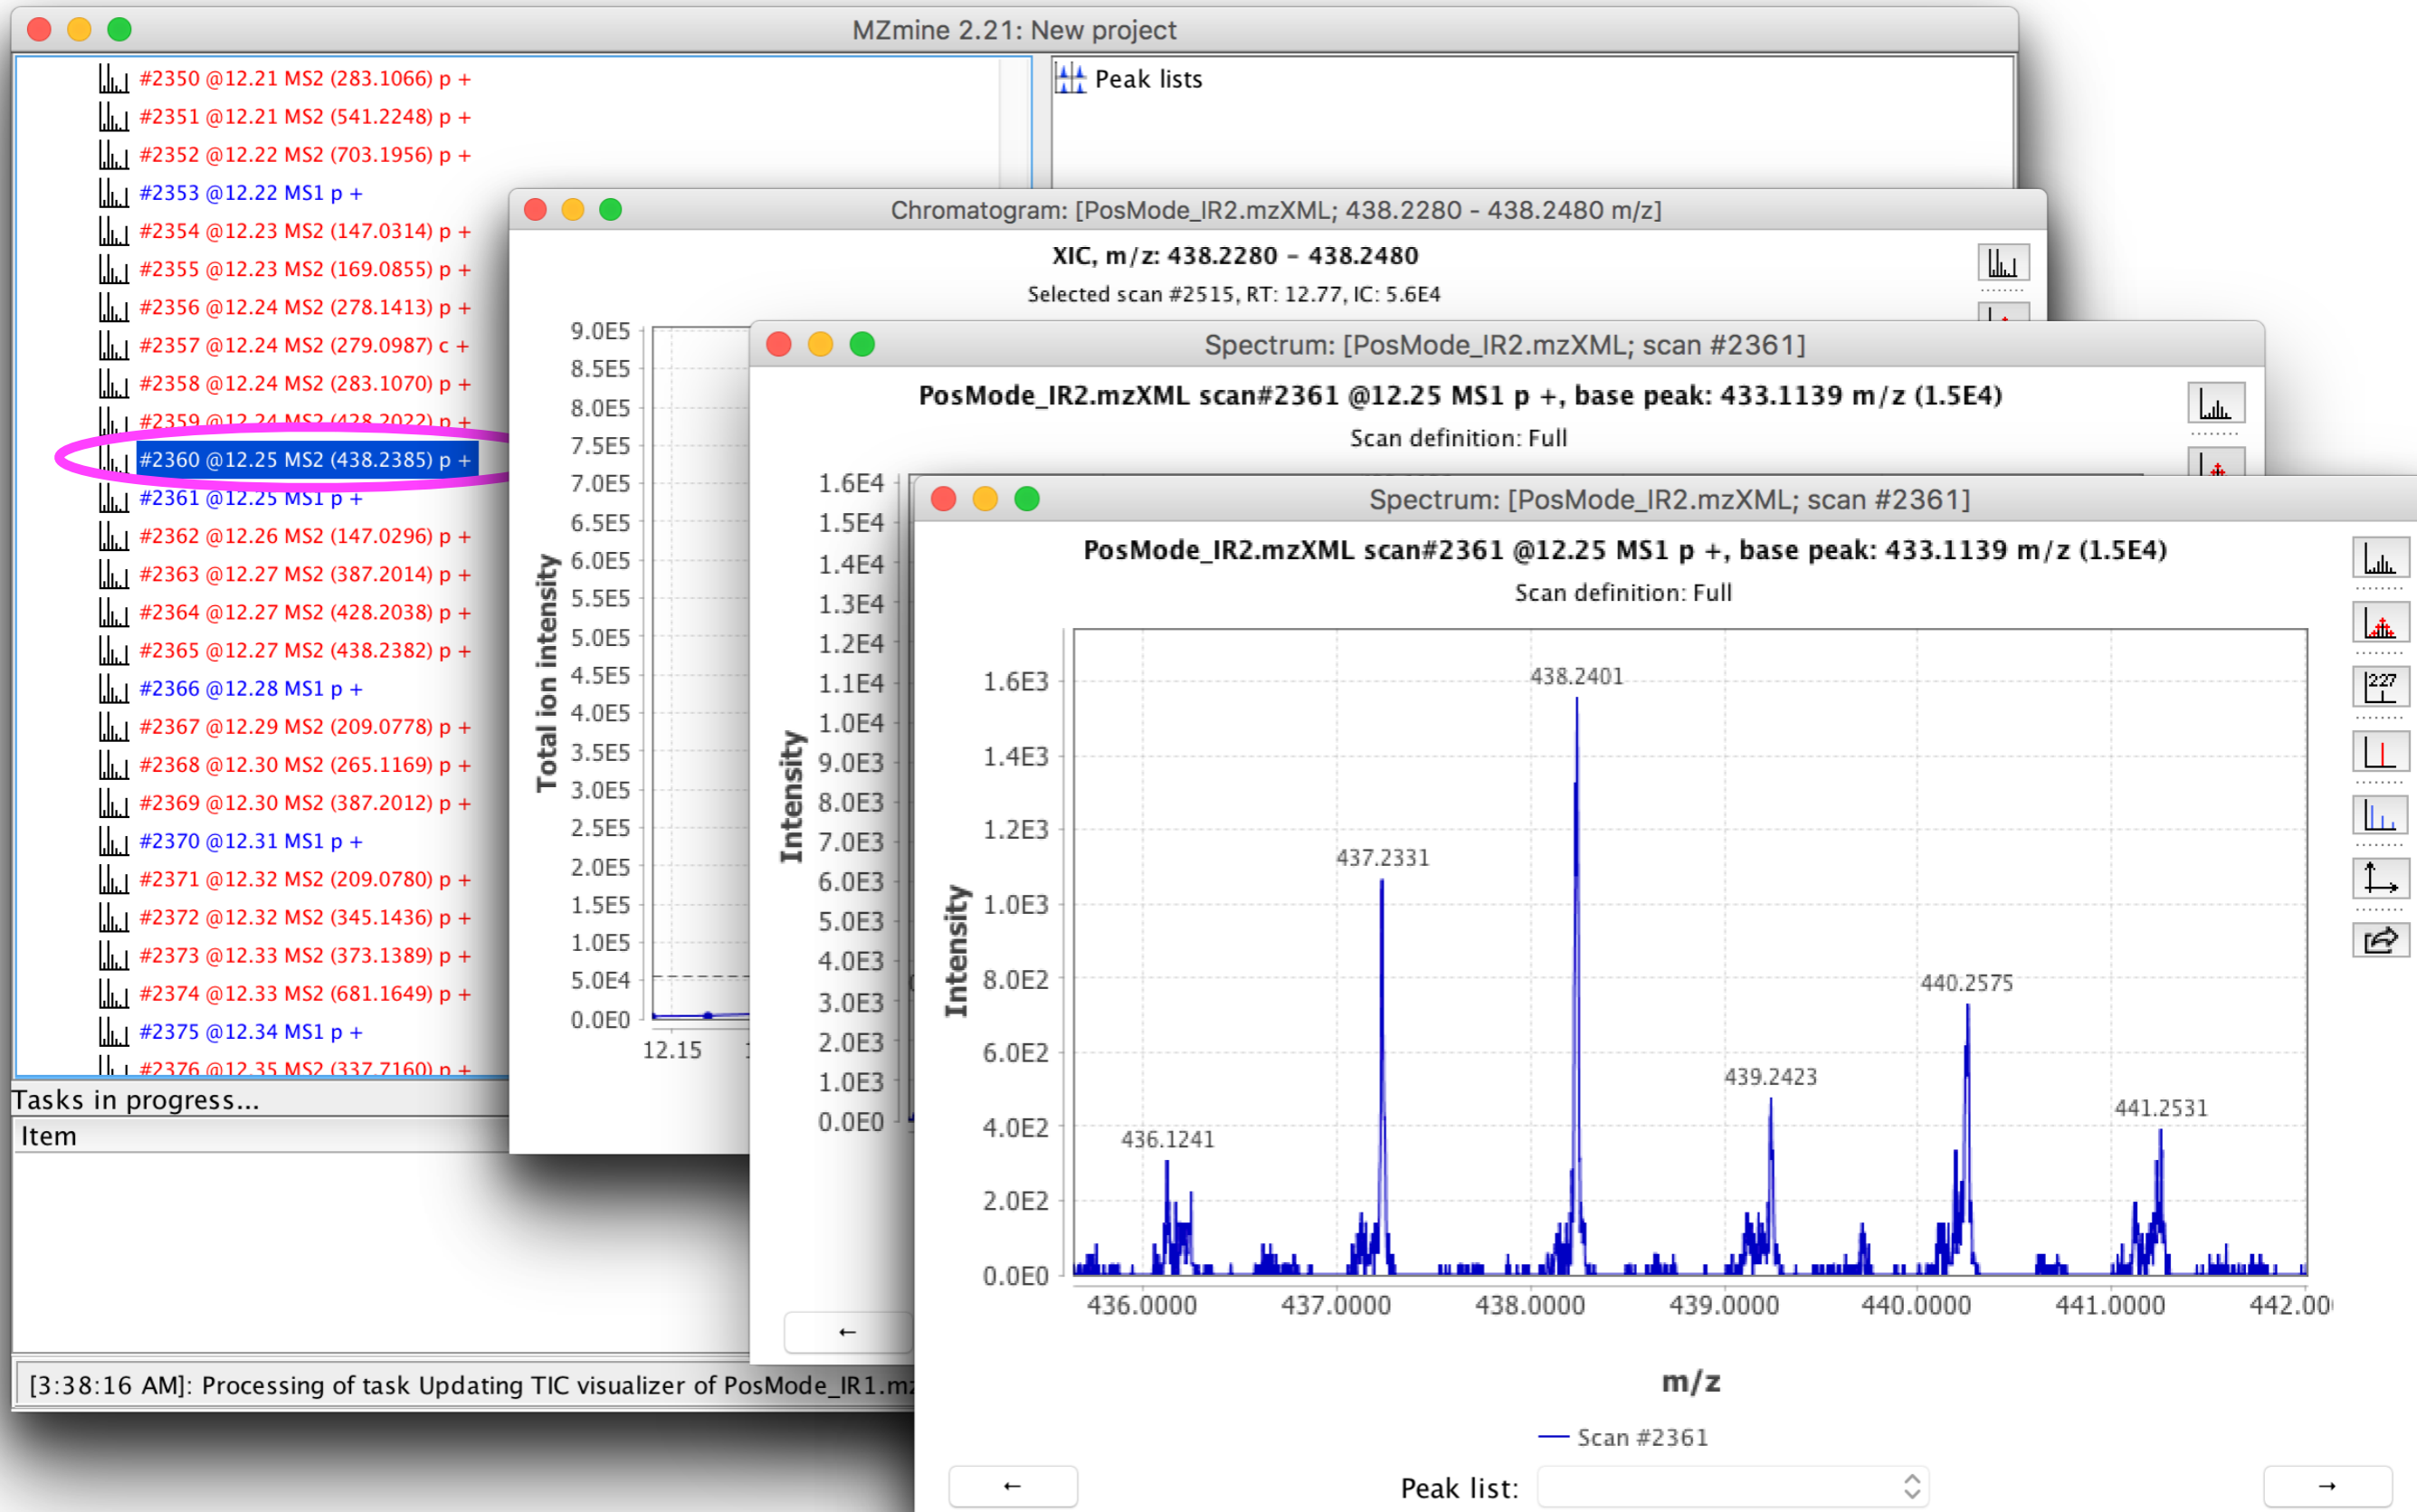 MZmine 2.21: New project
#2350 @12.21 MS2 (283.1066) p +
#2351 @12.21 MS2 (541.2248) p +
#2352 @12.22 MS2 (703.1956) p +
#2353 @12.22 MS1 p +
#2354 @12.23 MS2 (147.0314) p +
#2355 @12.23 MS2 (169.0855) p +
#2356 @12.24 MS2 (278.1413) p +
#2357 @12.24 MS2 (279.0987) c +
#2358 @12.24 MS2 (283.1070) p +
#2359 @12.24 MS2 (428.2022) p +
#2360 @12.25 MS2 (438.2385) p +
#2361 @12.25 MS1 p +
#2362 @12.26 MS2 (147.0296) p +
#2363 @12.27 MS2 (387.2014) p +
#2364 @12.27 MS2 (428.2038) p +
#2365 @12.27 MS2 (438.2382) p +
#2366 @12.28 MS1 p +
#2367 @12.29 MS2 (209.0778) p +
#2368 @12.30 MS2 (265.1169) p +
#2369 @12.30 MS2 (387.2012) p +
#2370 @12.31 MS1 p +
#2371 @12.32 MS2 (209.0780) p +
#2372 @12.32 MS2 (345.1436) p +
#2373 @12.33 MS2 (373.1389) p +
#2374 @12.33 MS2 (681.1649) p +
#2375 @12.34 MS1 p +
#2376 @12.35 MS2 (337.7160) p +
Peak lists
Tasks in progress...
Item
[3:38:16 AM]: Processing of task Updating TIC visualizer of PosMode_IR1.mz
Chromatogram: [PosMode_IR2.mzXML; 438.2280 - 438.2480 m/z]
XIC, m/z: 438.2280 - 438.2480
Selected scan #2515, RT: 12.77, IC: 5.6E4
Total ion intensity
9.0E5
8.5E5
8.0E5
7.5E5
7.0E5
6.5E5
6.0E5
5.5E5
5.0E5
4.5E5
4.0E5
3.5E5
3.0E5
2.5E5
2.0E5
1.5E5
1.0E5
5.0E4
0.0E0
12.15
Spectrum: [PosMode_IR2.mzXML; scan #2361]
PosMode_IR2.mzXML scan#2361 @12.25 MS1 p +, base peak: 433.1139 m/z (1.5E4)
Scan definition: Full
Intensity
1.6E4
1.5E4
1.4E4
1.3E4
1.2E4
1.1E4
1.0E4
9.0E3
8.0E3
7.0E3
6.0E3
5.0E3
4.0E3
3.0E3
2.0E3
1.0E3
0.0E0
←
Spectrum: [PosMode_IR2.mzXML; scan #2361]
PosMode_IR2.mzXML scan#2361 @12.25 MS1 p +, base peak: 433.1139 m/z (1.5E4)
Scan definition: Full
Intensity
1.6E3
1.4E3
1.2E3
1.0E3
8.0E2
6.0E2
4.0E2
2.0E2
0.0E0
436.1241
437.2331
438.2401
439.2423
440.2575
441.2531
436.0000 437.0000 438.0000 439.0000 440.0000 441.0000 442.00
m/z
Scan #2361
227
← Peak list: →